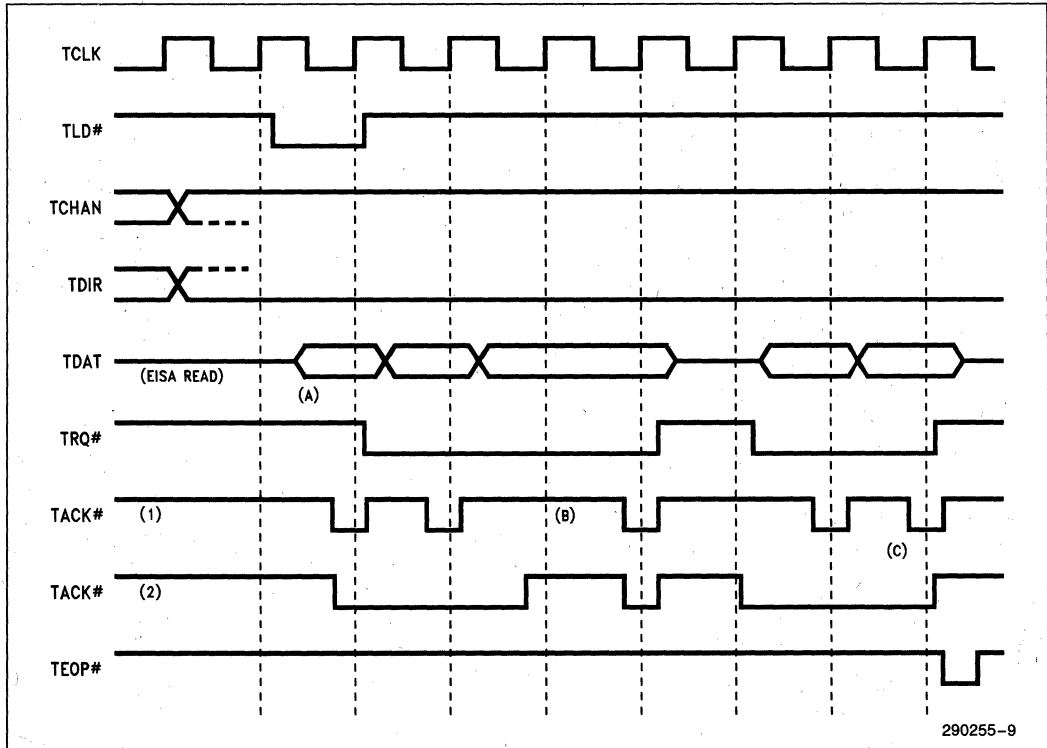 TCLK
TLD#
TCHAN
TDIR
TDAT
(EISA READ)
(A)
TRQ#
TACK# (1) (B)
(C)
TACK# (2)
TEOP#
290255-9